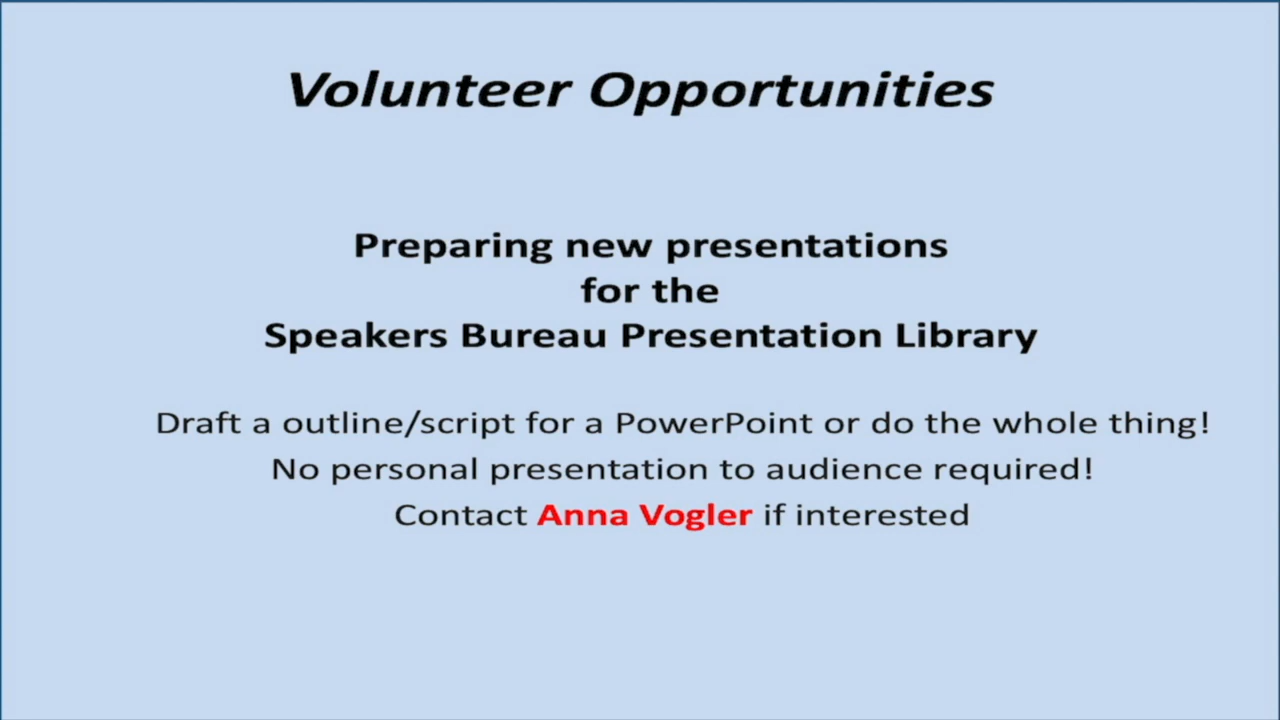 Volunteer Opportunities
Preparing new presentations
for the
Speakers Bureau Presentation Library
Draft a outline/script for a PowerPoint or do the whole thing!
No personal presentation to audience required!
Contact Anna Vogler if interested